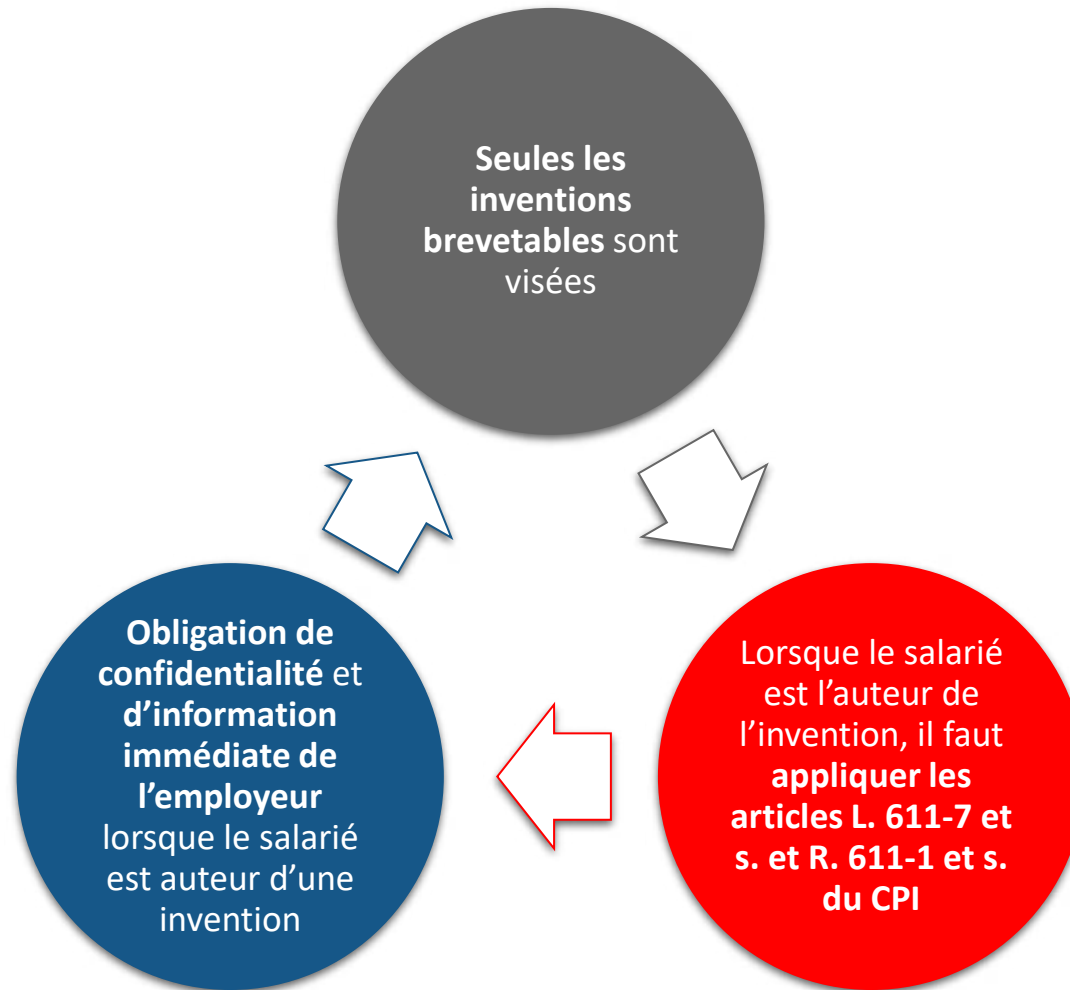 Seules les
inventions
brevetables sont
visées
Lorsque le salarié
est l’auteur de
l’invention, il faut
appliquer les
articles L. 611-7 et
s. et R. 611-1 et s.
du CPI
Obligation de
confidentialité et
d’information
immédiate de
l’employeur
lorsque le salarié
est auteur d’une
invention